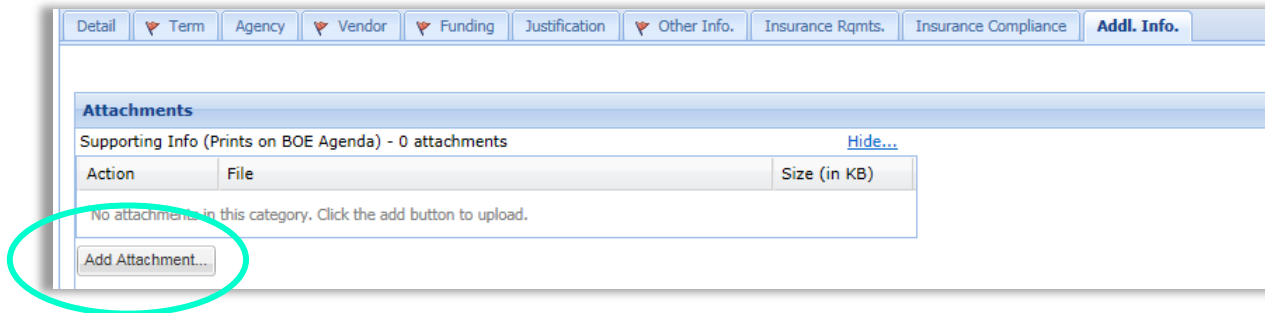 Detail Term Agency Vendor Funding Justification Other Info. Insurance Rqmts. Insurance Compliance Addl. Info.
Attachments
Supporting Info (Prints on BOE Agenda) - 0 attachments Hide...
Action File Size (in KB)
No attachments in this category. Click the add button to upload.
Add Attachment...